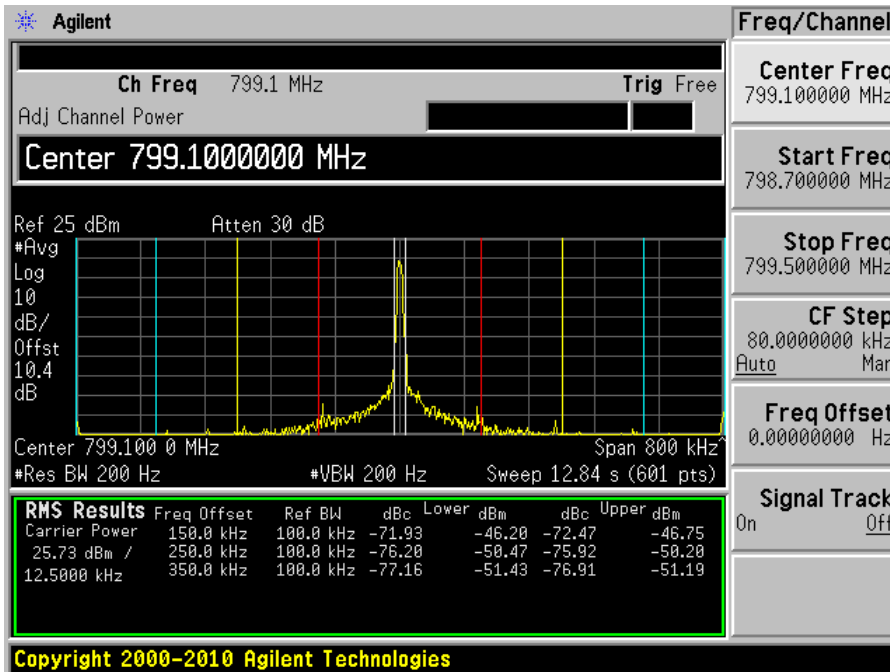 Agilent
Freq/Channel
Ch Freq 799.1 MHz Trig Free
Adj Channel Power
Center 799.1000000 MHz
Ref 25 dBm Atten 30 dB
#Avg
Log
10
dB/
Offst
10.4
dB
Center 799.100 0 MHz Span 800 kHz^
#Res BW 200 Hz #VBW 200 Hz Sweep 12.84 s (601 pts)
RMS Results Freq Offset Ref BW dBc Lower dBm dBc Upper dBm
Carrier Power 150.0 kHz 100.0 kHz -71.93 -46.20 -72.47 -46.75
25.73 dBm / 250.0 kHz 100.0 kHz -76.20 -50.47 -75.92 -50.20
12.5000 kHz 350.0 kHz 100.0 kHz -77.16 -51.43 -76.91 -51.19
Center Freq
799.100000 MHz
Start Freq
798.700000 MHz
Stop Freq
799.500000 MHz
CF Step
80.0000000 kHz
Auto Man
Freq Offset
0.00000000 Hz
Signal Track
On Off
Copyright 2000-2010 Agilent Technologies